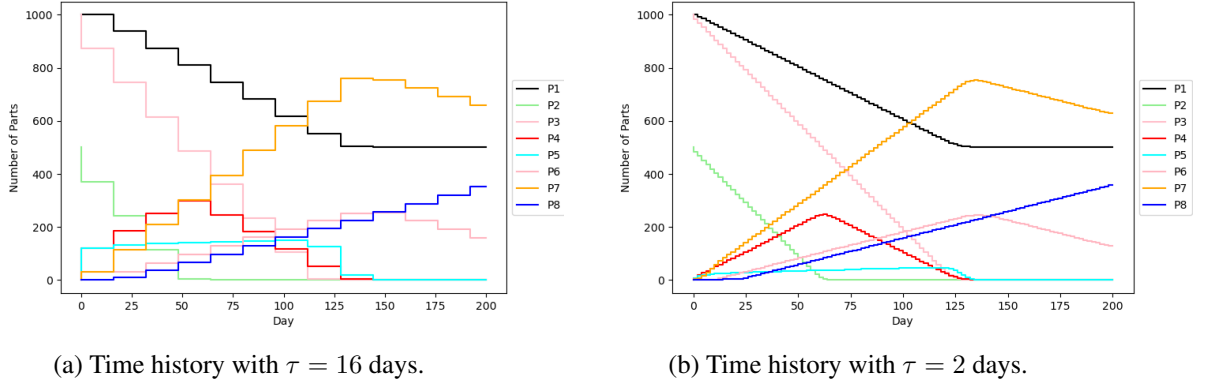 1000
800
600
400
200
0
Number of Parts
0
25
50
75
100
125
150
175
200
Day
P1
P2
P3
P4
P5
P6
P7
P8
(a) Time history with τ = 16 days.
1000
800
600
400
200
0
Number of Parts
0
25
50
75
100
125
150
175
200
Day
P1
P2
P3
P4
P5
P6
P7
P8
(b) Time history with τ = 2 days.